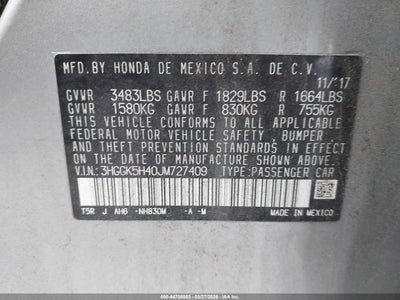 MFD.BY HONDA DE MEXICO S.A. DE C.V.
11/'17
GVWR 3483LBS GAWR F 1829LBS R 1664LBS
GVWR 1580KG GAWR F 830KG R 755KG
THIS VEHICLE CONFORMS TO ALL APPLICABLE
FEDERAL MOTOR VEHICLE SAFETY, BUMPER
AND THEFT PREVENTION STANDARDS IN
EFFECT ON THE DATE OF MANUFACTURE SHOWN ABOVE.
V.I.N.: 3HGGK5H40JM727409 TYPE:PASSENGER CAR
T5R J AH6 -NH830M -A -M
MADE IN MEXICO